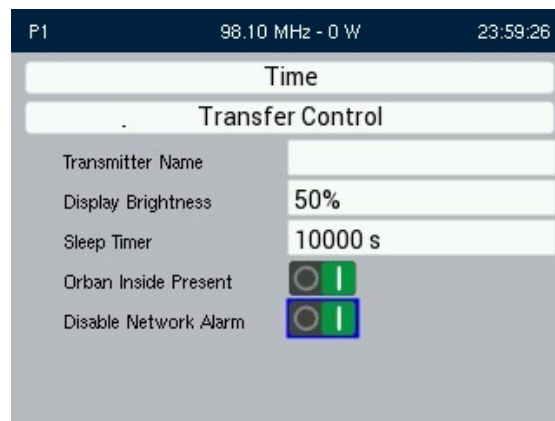 P1 98.10 MHz - 0 W 23:59:26
Time
Transfer Control
Transmitter Name
Display Brightness 50%
Sleep Timer 10000 s
Orban Inside Present
Disable Network Alarm